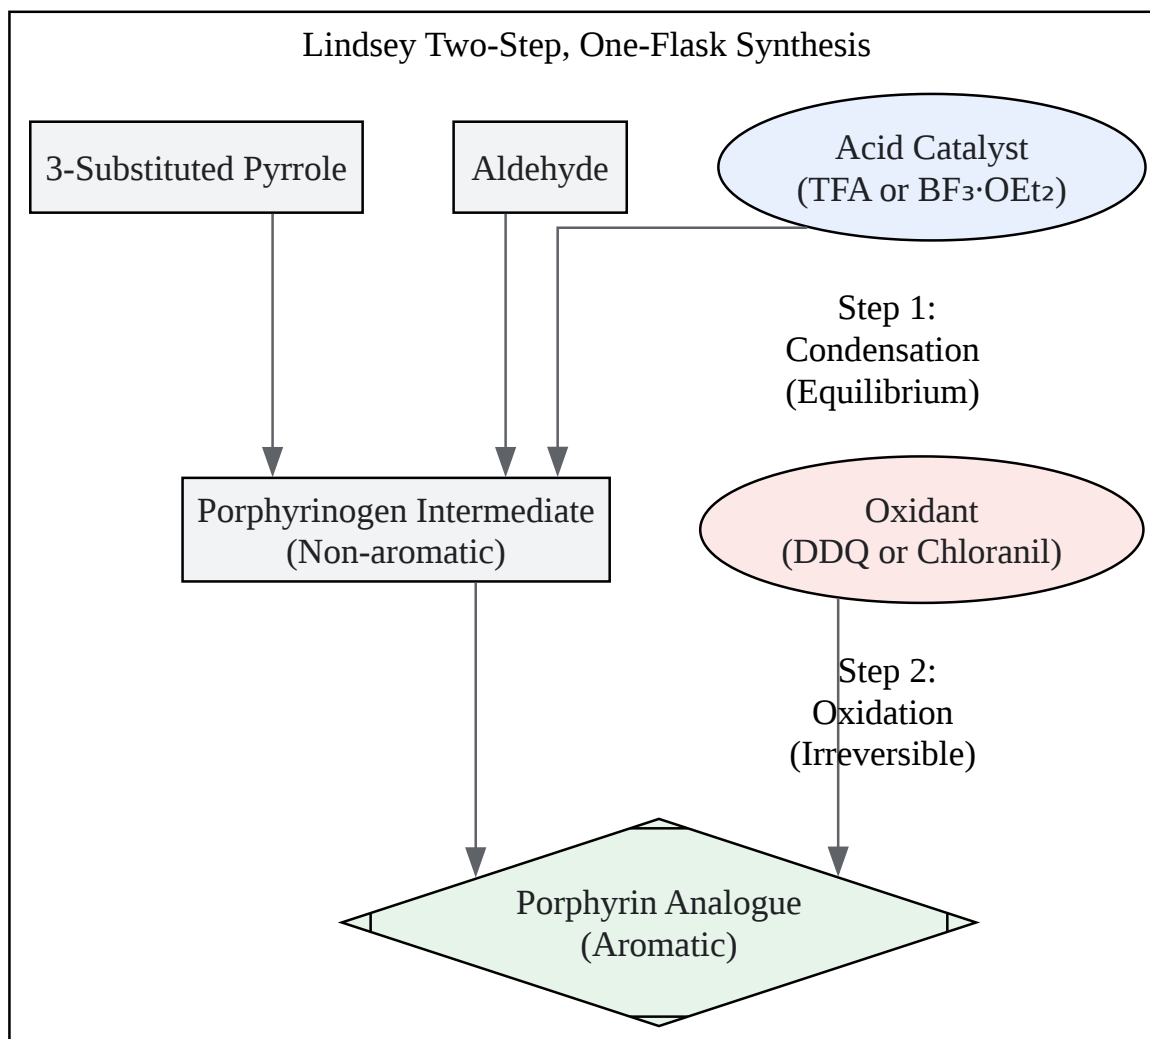 Lindsey Two-Step, One-Flask Synthesis
3-Substituted Pyrrole
Aldehyde
Acid Catalyst
(TFA or BF₃·OEt₂)
Step 1:
Condensation
(Equilibrium)
Porphyrinogen Intermediate
(Non-aromatic)
Oxidant
(DDQ or Chloranil)
Step 2:
Oxidation
(Irreversible)
Porphyrin Analogue
(Aromatic)